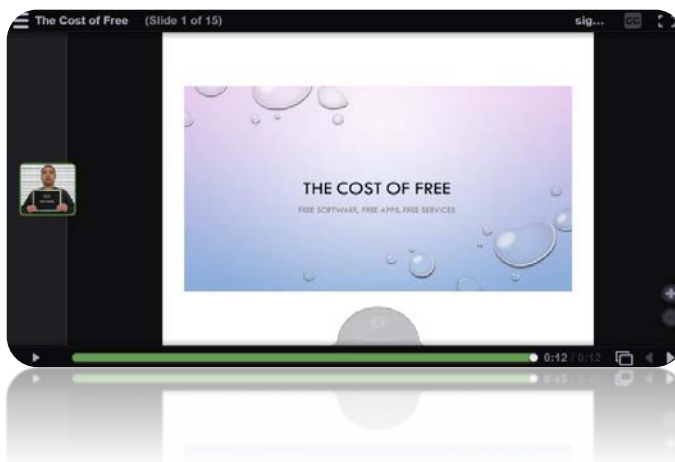 The Cost of Free (Slide 1 of 15) sig... CC
THE COST OF FREE
FREE SOFTWARE, FREE APPS, FREE SERVICES
0:12 / 0:12